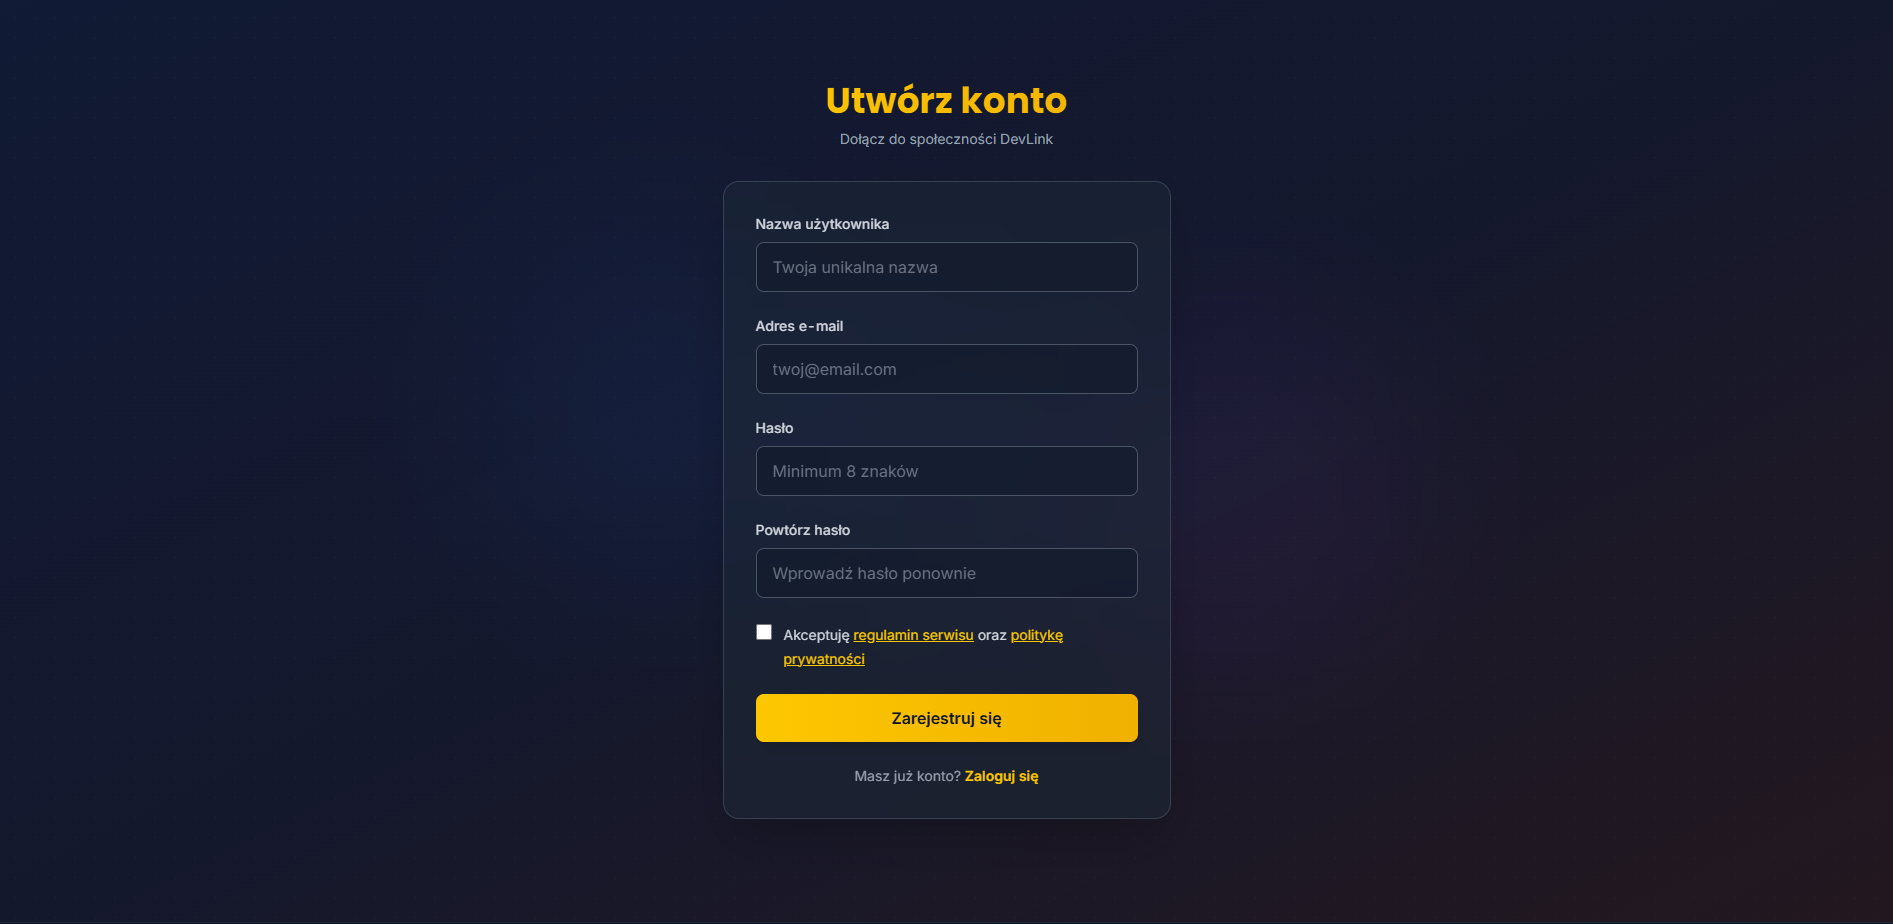 Utwórz konto
Dołącz do społeczności DevLink
Nazwa użytkownika
Twoja unikalna nazwa
Adres e-mail
twoj@email.com
Hasło
Minimum 8 znaków
Powtórz hasło
Wprowadź hasło ponownie
Akceptuję regulamin serwisu oraz politykę
prywatności
Zarejestruj się
Masz już konto? Zaloguj się